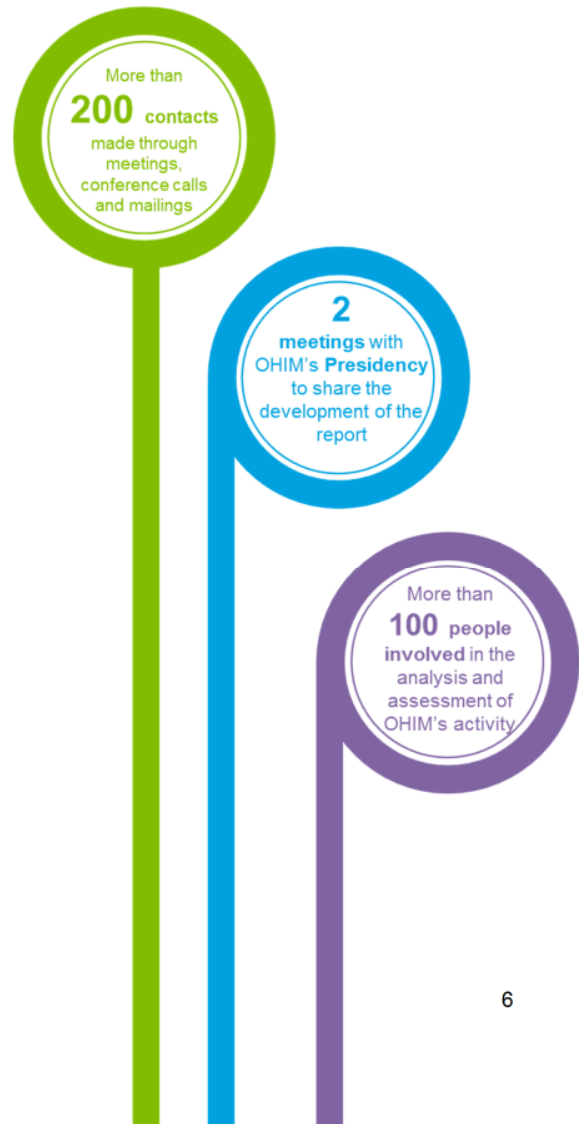 More than
200 contacts
made through
meetings,
conference calls
and mailings
2
meetings with
OHIM’s Presidency
to share the
development of the
report
More than
100 people
involved in the
analysis and
assessment of
OHIM’s activity
6